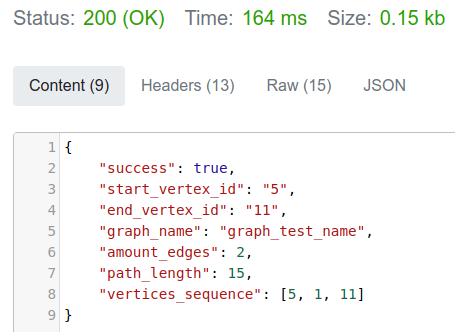 Status: 200 (OK) Time: 164 ms Size: 0.15 kb
Content (9) Headers (13) Raw (15) JSON
1 {
2     "success": true,
3     "start_vertex_id": "5",
4     "end_vertex_id": "11",
5     "graph_name": "graph_test_name",
6     "amount_edges": 2,
7     "path_length": 15,
8     "vertices_sequence": [5, 1, 11]
9 }